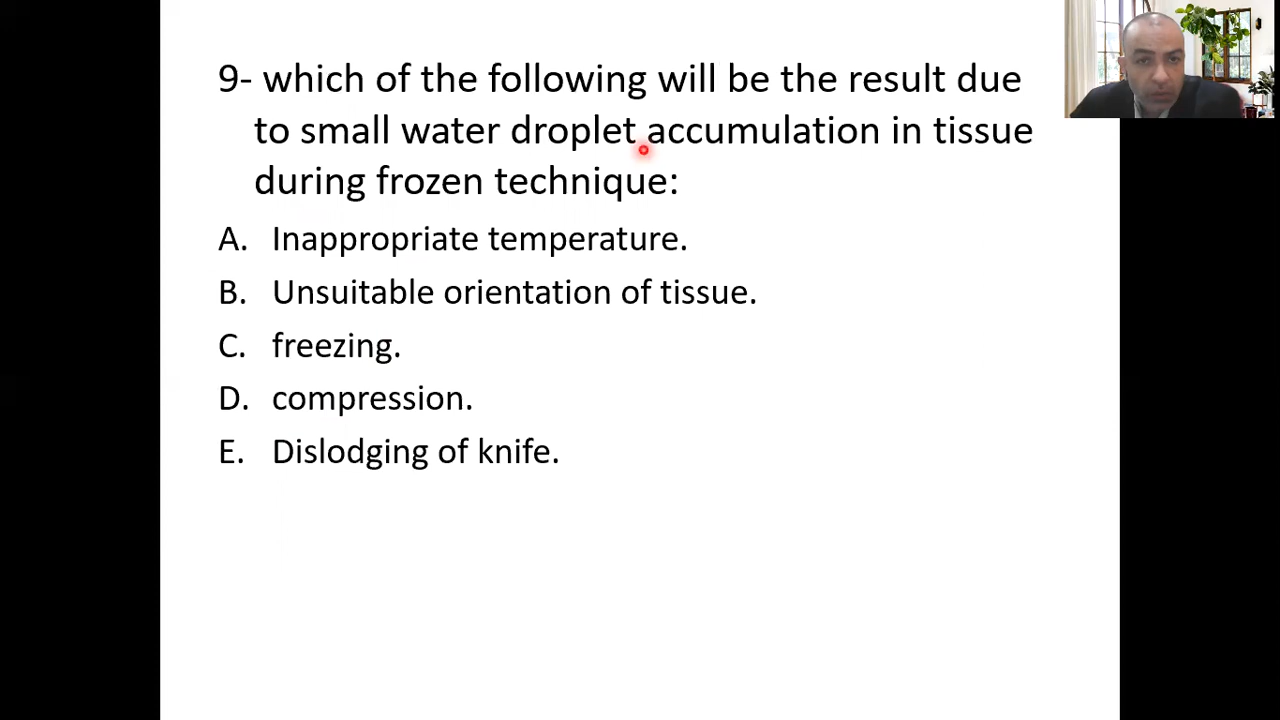 9- which of the following will be the result due
to small water droplet accumulation in tissue
during frozen technique:
A. Inappropriate temperature.
B. Unsuitable orientation of tissue.
C. freezing.
D. compression.
E. Dislodging of knife.